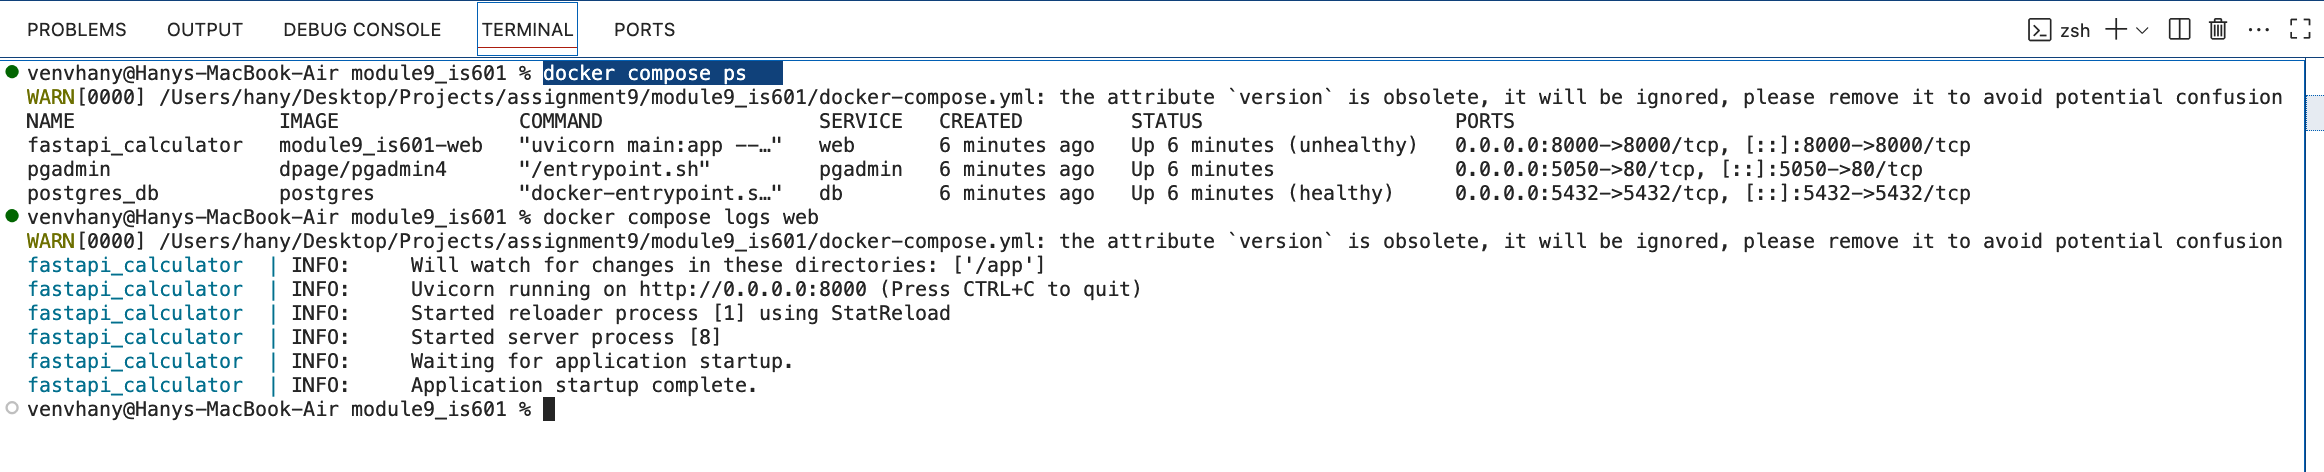 PROBLEMS OUTPUT DEBUG CONSOLE TERMINAL PORTS zsh
venvhany@Hanys-MacBook-Air module9_is601 % docker compose ps
WARN[0000] /Users/hany/Desktop/Projects/assignment9/module9_is601/docker-compose.yml: the attribute `version` is obsolete, it will be ignored, please remove it to avoid potential confusion
NAME IMAGE COMMAND SERVICE CREATED STATUS PORTS
fastapi_calculator module9_is601-web "uvicorn main:app --…" web 6 minutes ago Up 6 minutes (unhealthy) 0.0.0.0:8000->8000/tcp, [::]:8000->8000/tcp
pgadmin dpage/pgadmin4 "/entrypoint.sh" pgadmin 6 minutes ago Up 6 minutes 0.0.0.0:5050->80/tcp, [::]:5050->80/tcp
postgres_db postgres "docker-entrypoint.s…" db 6 minutes ago Up 6 minutes (healthy) 0.0.0.0:5432->5432/tcp, [::]:5432->5432/tcp
venvhany@Hanys-MacBook-Air module9_is601 % docker compose logs web
WARN[0000] /Users/hany/Desktop/Projects/assignment9/module9_is601/docker-compose.yml: the attribute `version` is obsolete, it will be ignored, please remove it to avoid potential confusion
fastapi_calculator | INFO: Will watch for changes in these directories: ['/app']
fastapi_calculator | INFO: Uvicorn running on http://0.0.0.0:8000 (Press CTRL+C to quit)
fastapi_calculator | INFO: Started reloader process [1] using StatReload
fastapi_calculator | INFO: Started server process [8]
fastapi_calculator | INFO: Waiting for application startup.
fastapi_calculator | INFO: Application startup complete.
venvhany@Hanys-MacBook-Air module9_is601 %